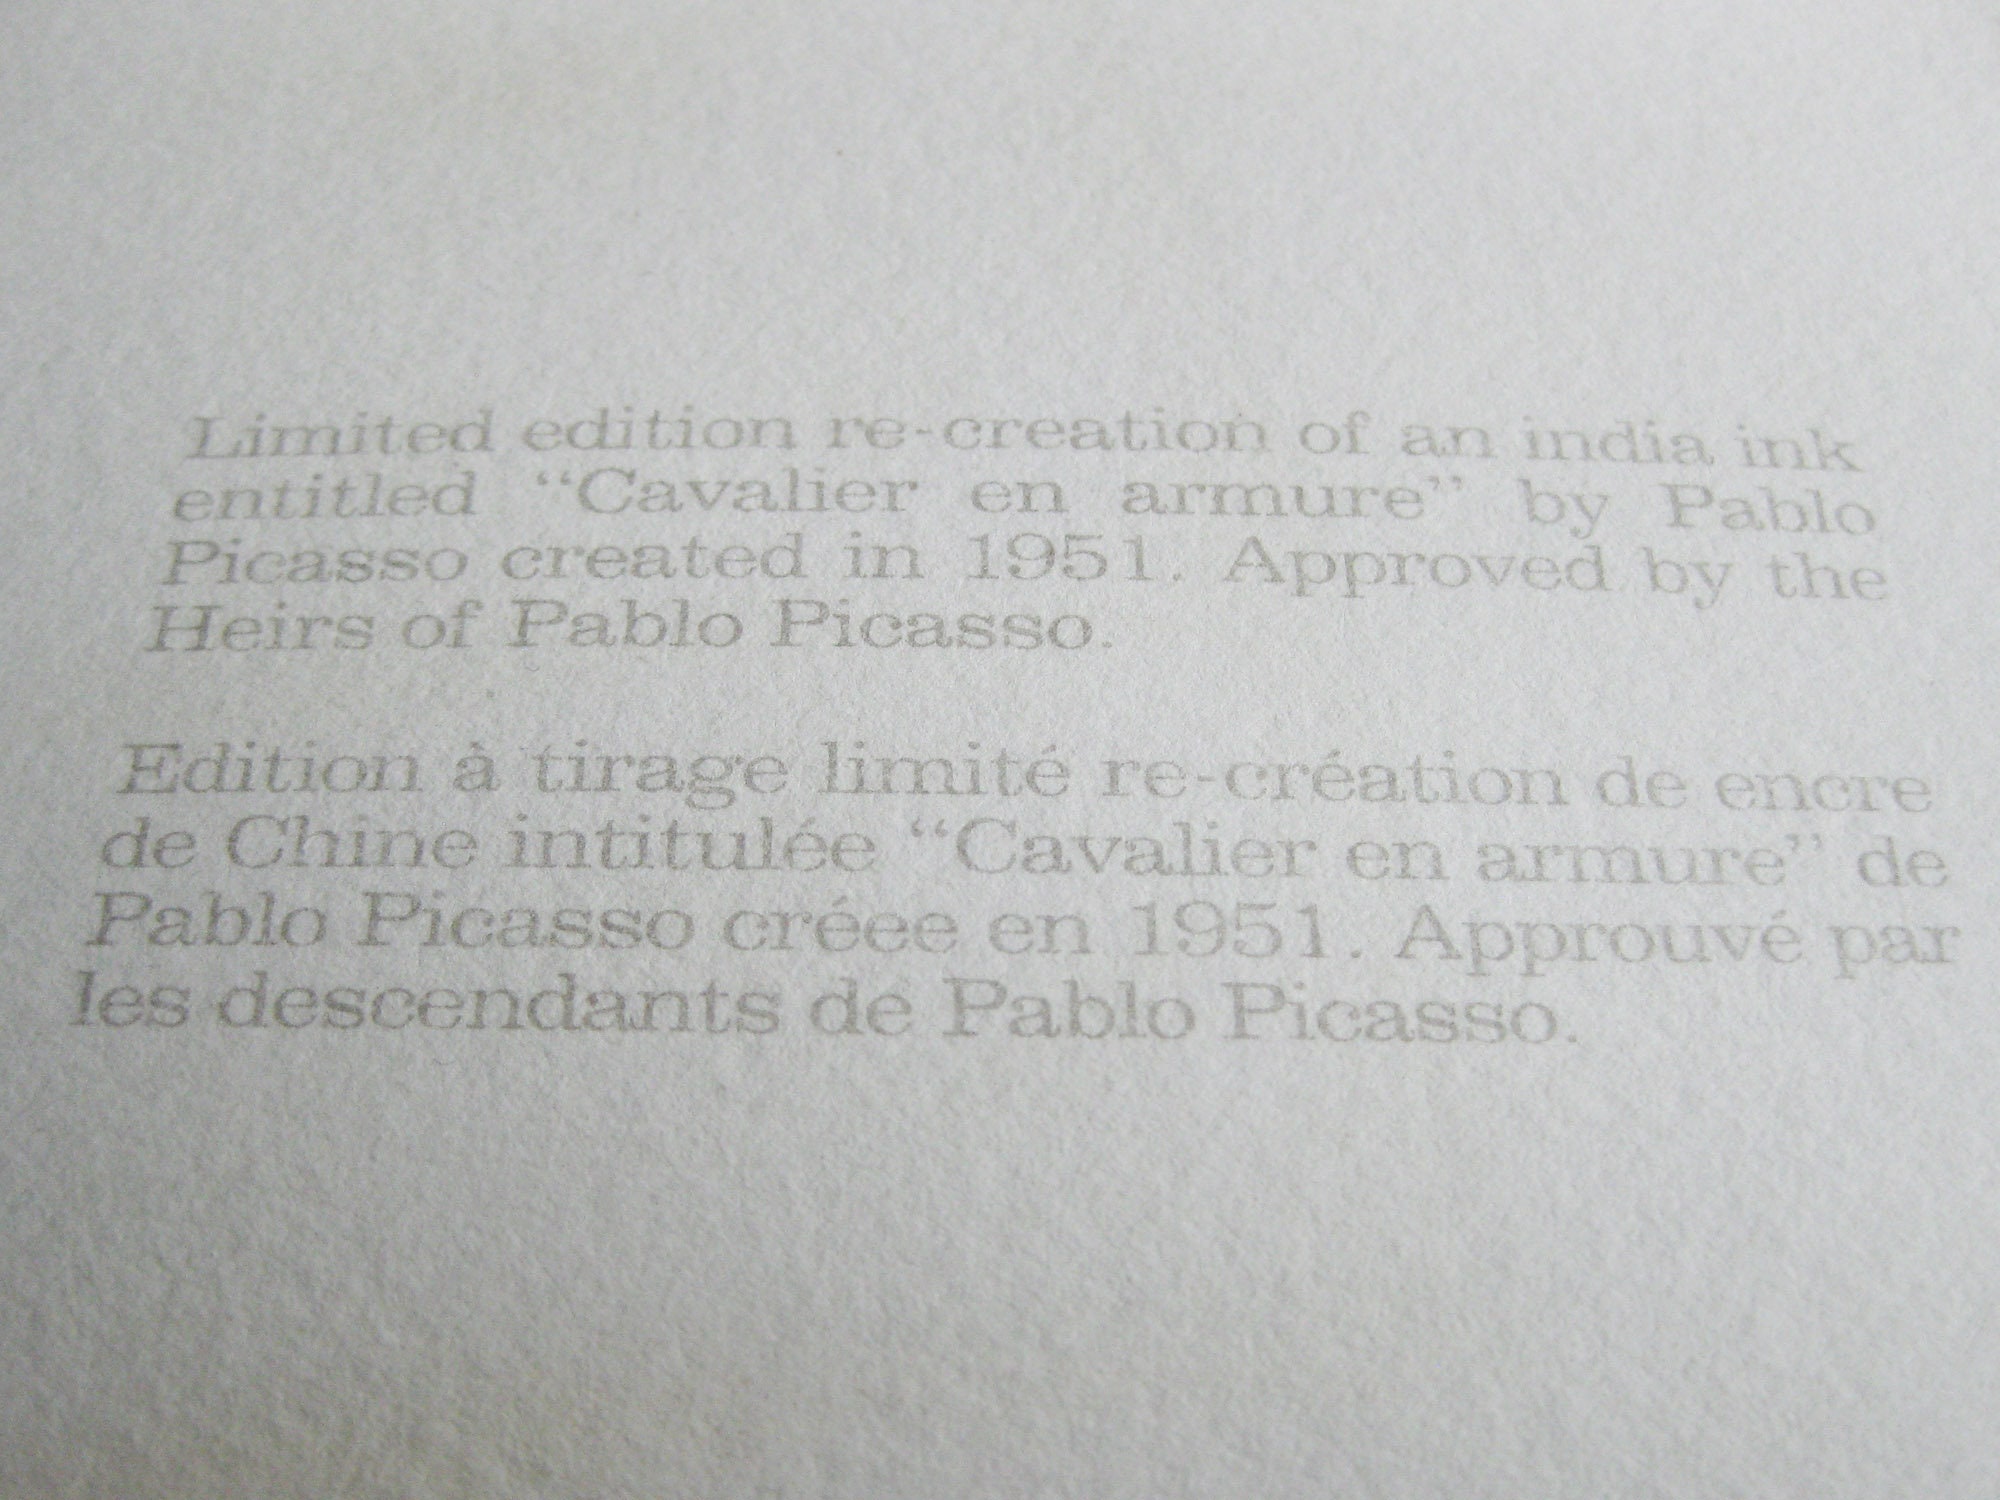 Limited edition re-creation of an india ink
entitled “Cavalier en armure” by Pablo
Picasso created in 1951. Approved by the
Heirs of Pablo Picasso.
Edition à tirage limité re-création de encre
de Chine intitulée “Cavalier en armure” de
Pablo Picasso créee en 1951. Approuvé par
les descendants de Pablo Picasso.